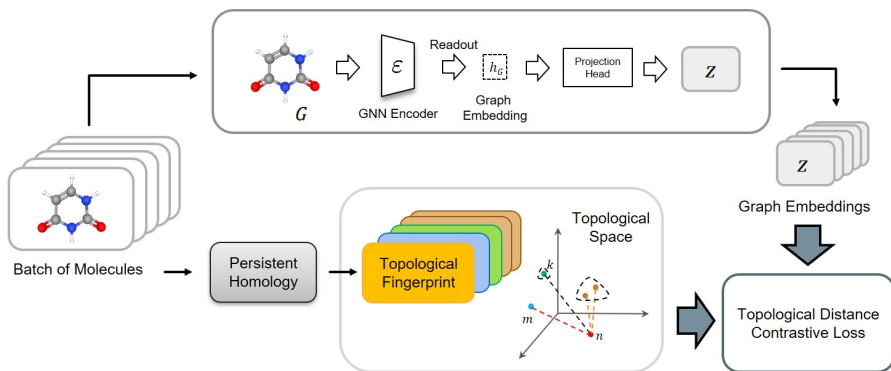 Readout
ε
h_G
Projection
Head
Z
G
GNN Encoder
Graph
Embedding
Z
Graph Embeddings
Batch of Molecules
Persistent
Homology
Topological
Fingerprint
Topological
Space
k
m
n
Topological Distance
Contrastive Loss